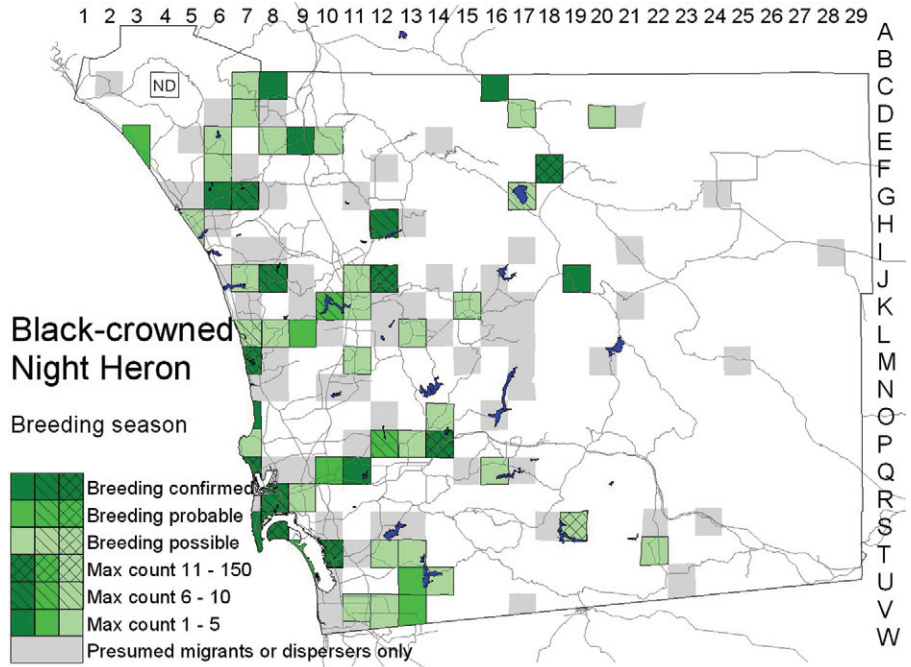 1 2 3 4 5 6 7 8 9 10 11 12 13 14 15 16 17 18 19 20 21 22 23 24 25 26 27 28 29
A
B
C
D
E
F
G
H
I
J
K
L
M
N
O
P
Q
R
S
T
U
V
W
ND
Black-crowned
Night Heron
Breeding season
Breeding confirmed
Breeding probable
Breeding possible
Max count 11 - 150
Max count 6 - 10
Max count 1 - 5
Presumed migrants or dispersers only